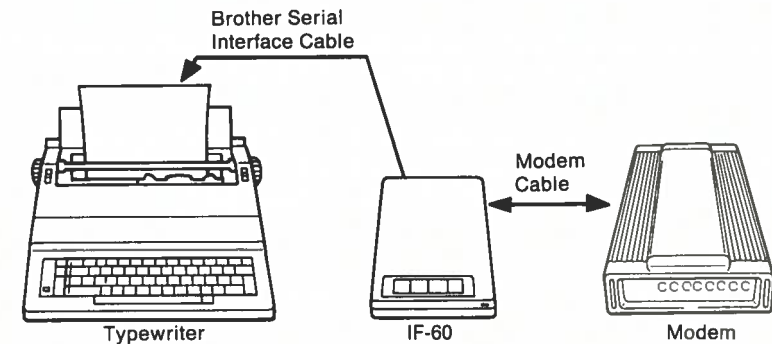 Brother Serial
Interface Cable
Modem
Cable
Typewriter
IF-60
Modem